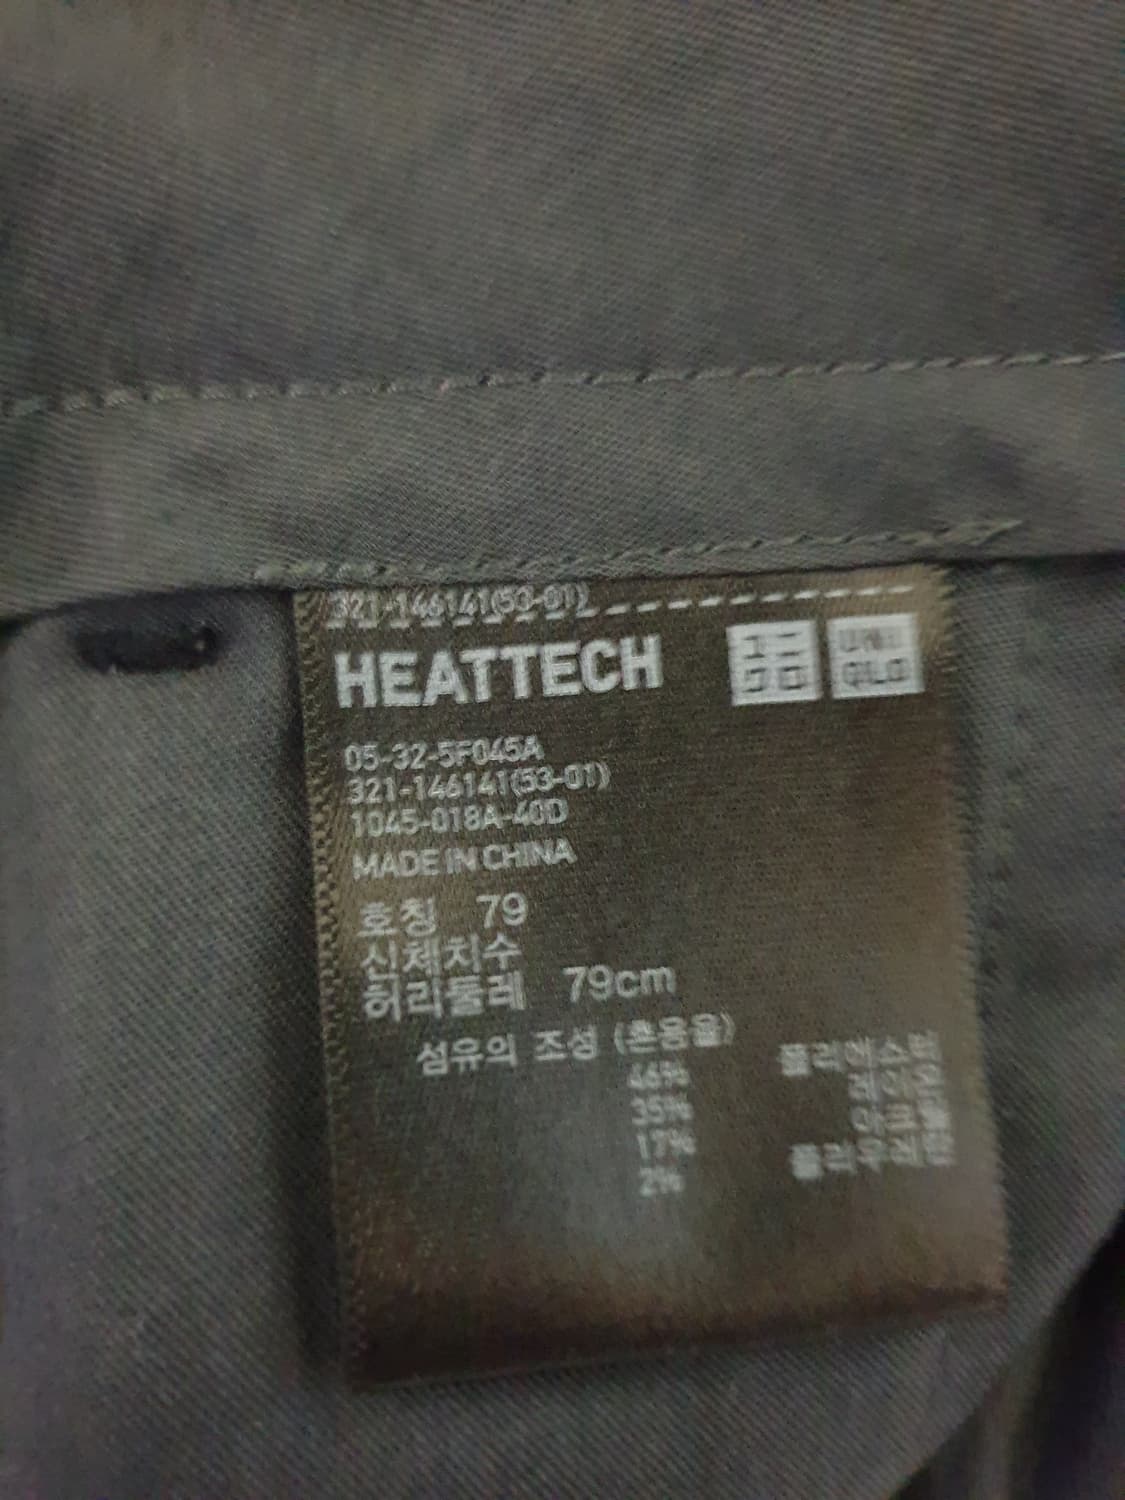 321-146141(53-01)
HEATTECH
ユニ
クロ
UNI
QLO
05-32-5F045A
321-146141(53-01)
1045-018A-40D
MADE IN CHINA
호칭 79
신체치수
허리둘레 79cm
섬유의 조성 (혼용율)
46% 폴리에스터
35% 레이온
17% 아크릴
2% 폴리우레탄